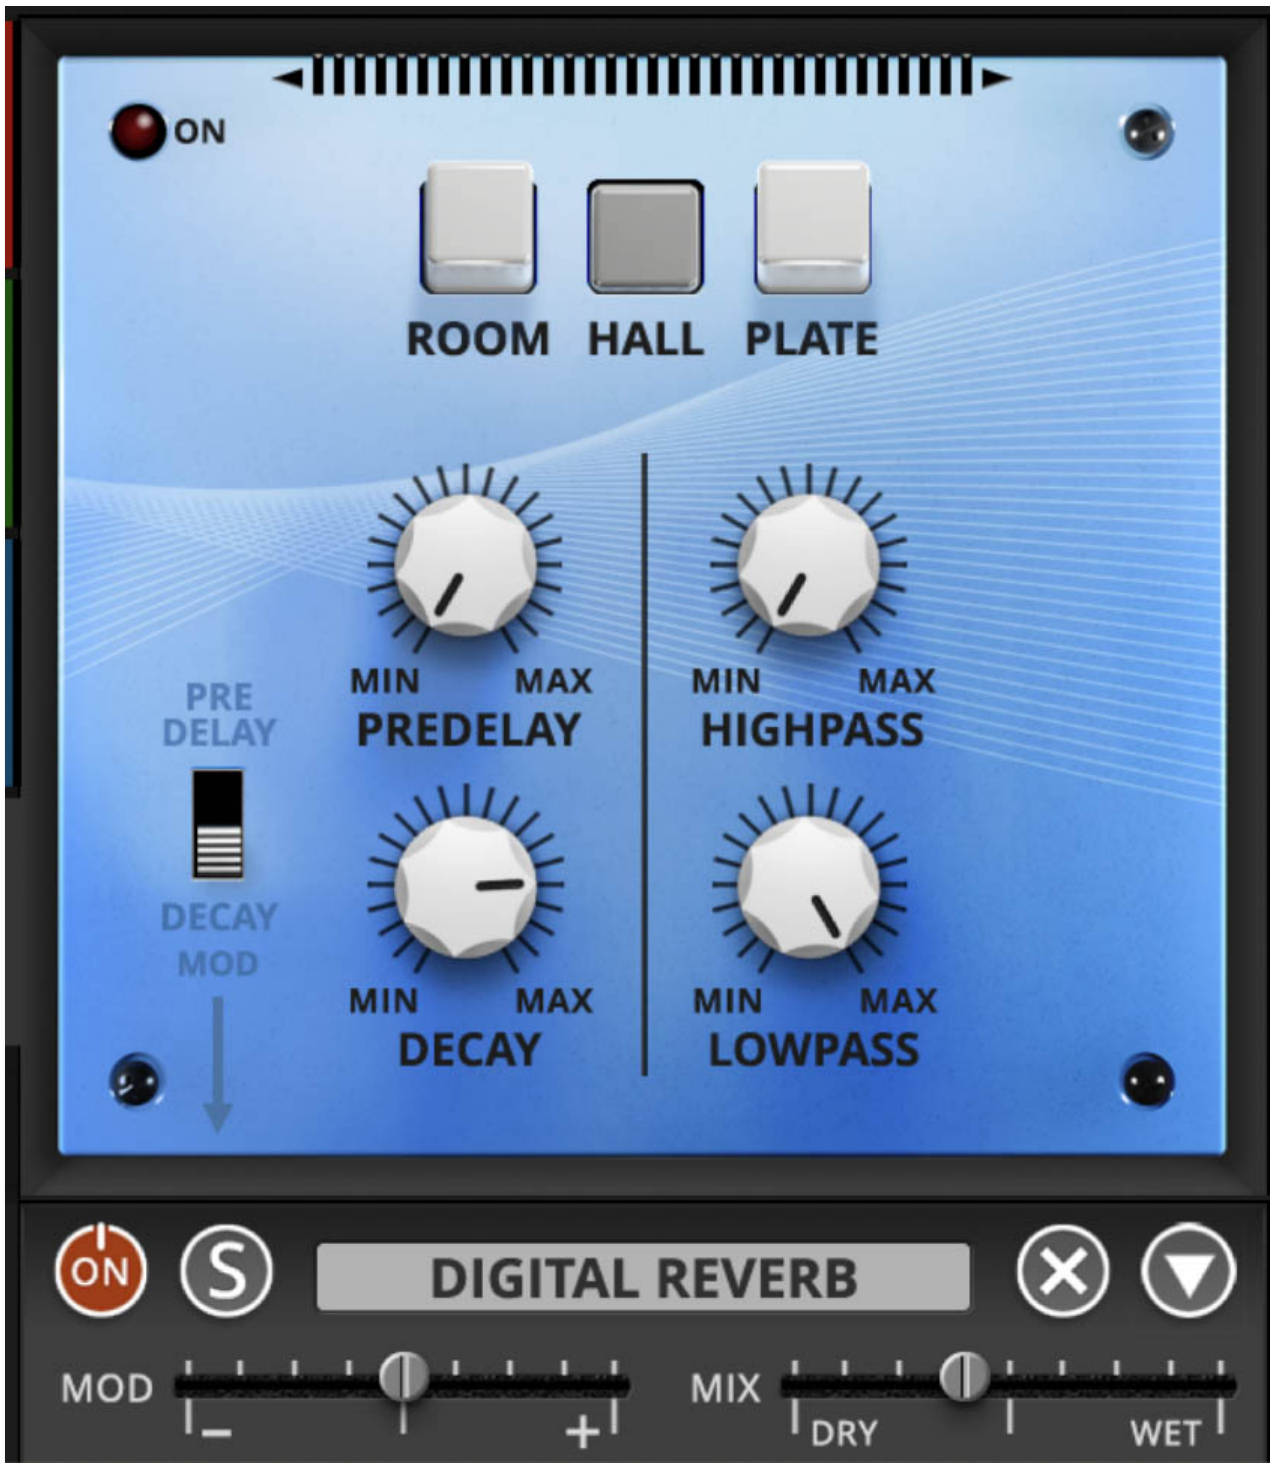 ON
ROOM HALL PLATE
MIN MAX MIN MAX
PREDELAY HIGHPASS
PRE
DELAY
DECAY
MOD
MIN MAX MIN MAX
DECAY LOWPASS
ON S DIGITAL REVERB
MOD MIX
− + DRY WET